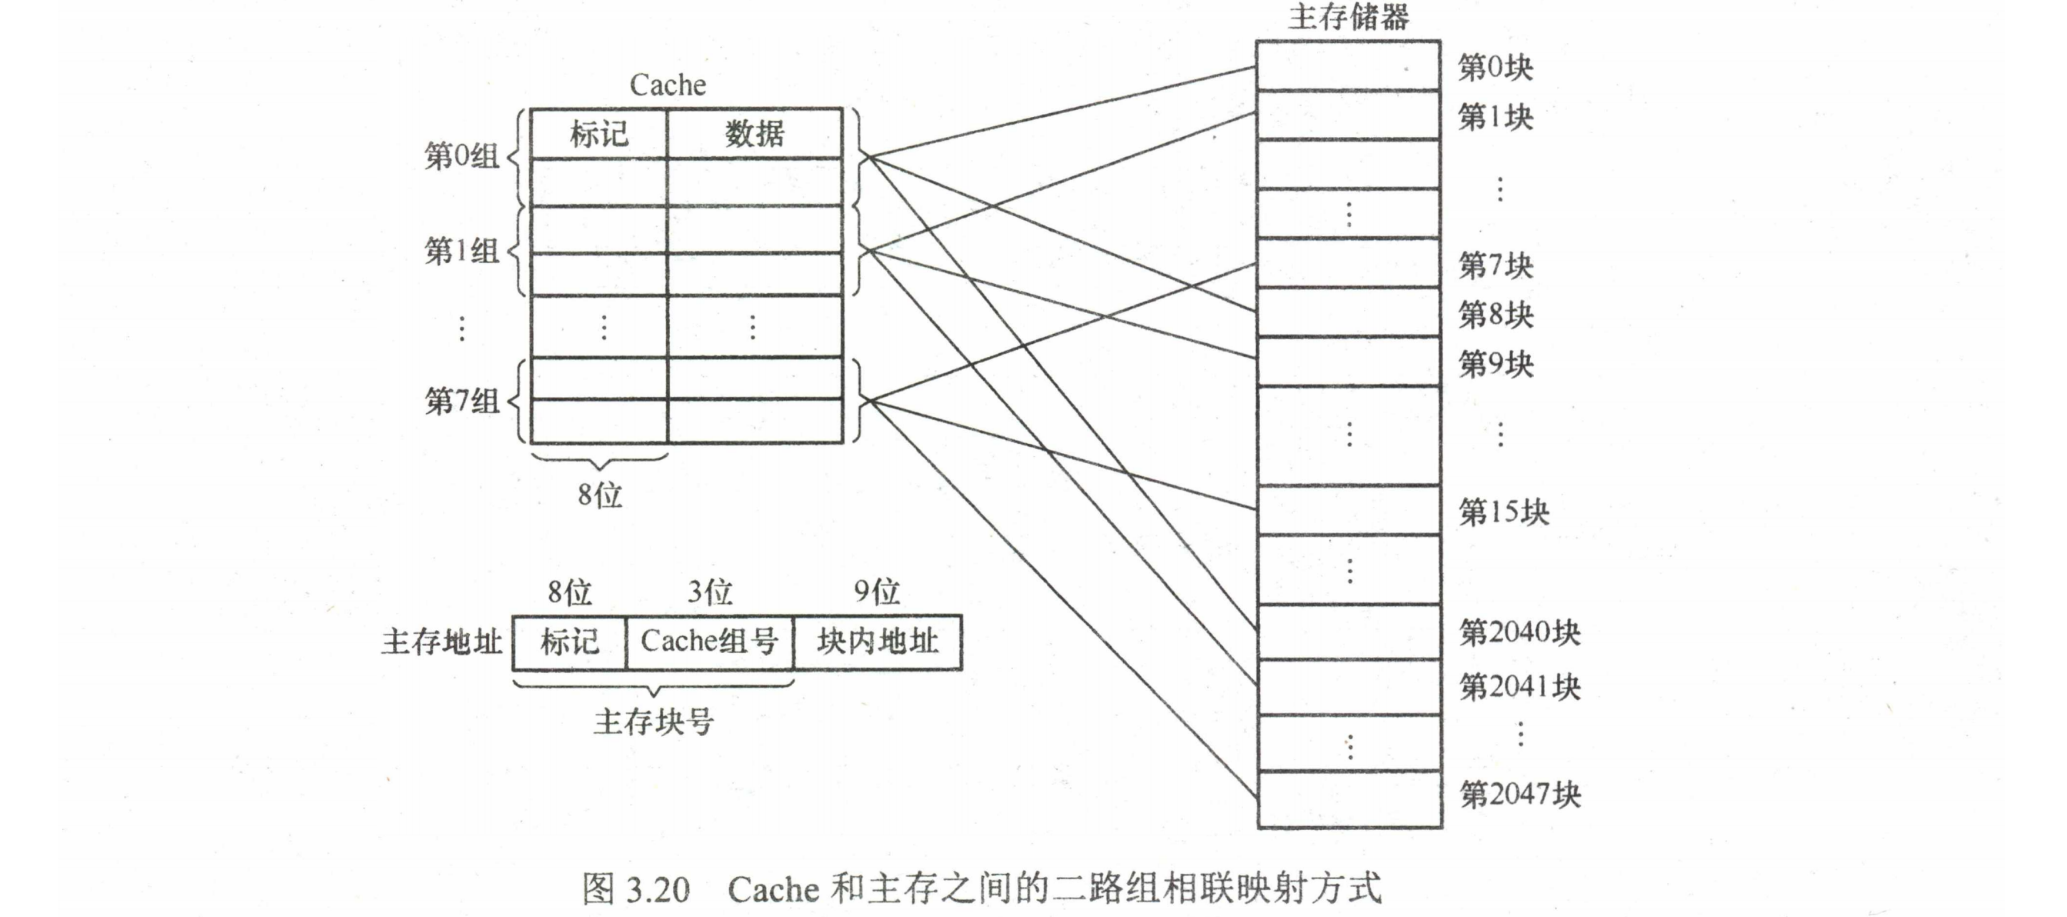 主存储器
Cache
标记 数据
第0组
第1组
⋮ ⋮ ⋮
第7组
8位
第0块
第1块
⋮
⋮
第7块
第8块
第9块
⋮ ⋮
第15块
⋮
第2040块
第2041块
⋮
⋮
第2047块
8位 3位 9位
主存地址 标记 Cache组号 块内地址
主存块号
图 3.20 Cache 和主存之间的二路组相联映射方式